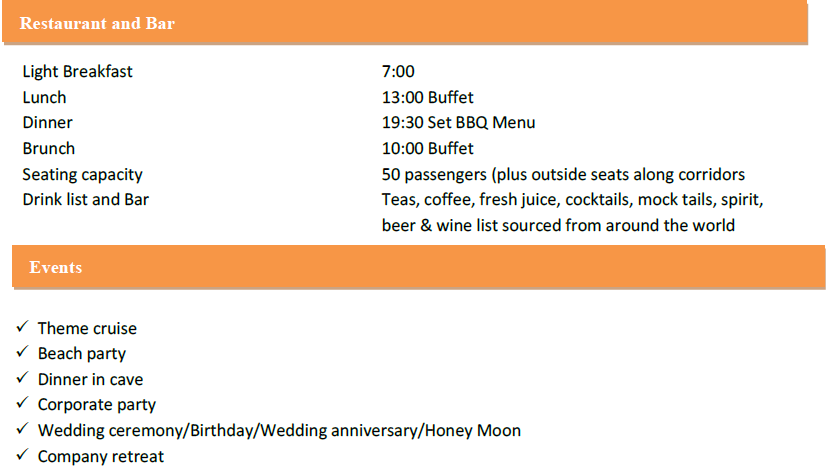 Restaurant and Bar
Light Breakfast 7:00
Lunch 13:00 Buffet
Dinner 19:30 Set BBQ Menu
Brunch 10:00 Buffet
Seating capacity 50 passengers (plus outside seats along corridors
Drink list and Bar Teas, coffee, fresh juice, cocktails, mock tails, spirit,
beer & wine list sourced from around the world
Events
✓ Theme cruise
✓ Beach party
✓ Dinner in cave
✓ Corporate party
✓ Wedding ceremony/Birthday/Wedding anniversary/Honey Moon
✓ Company retreat